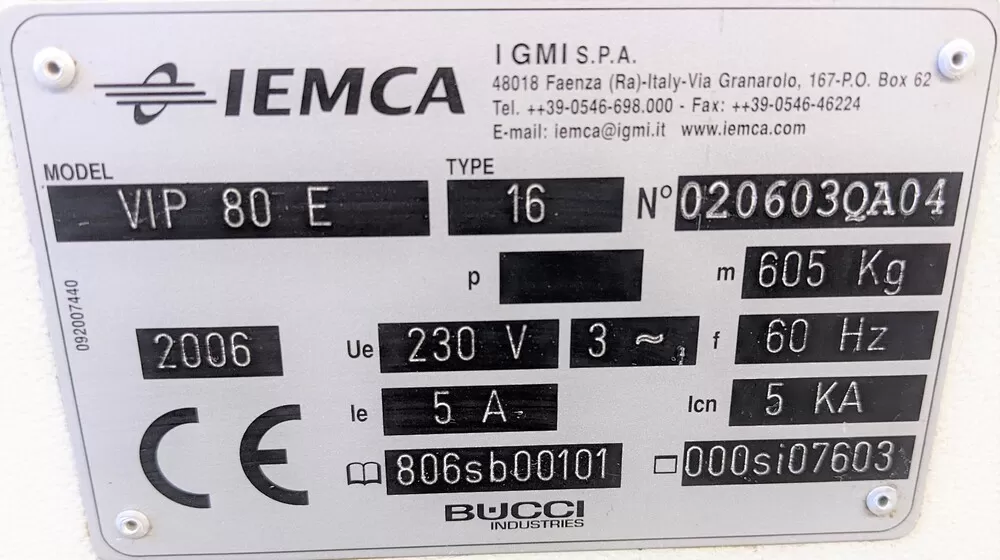 IEMCA
I GMI S.P.A.
48018 Faenza (Ra)-Italy-Via Granarolo, 167-P.O. Box 62
Tel. ++39-0546-698.000 - Fax: ++39-0546-46224
E-mail: iemca@igmi.it www.iemca.com
MODEL TYPE
VIP 80 E 16 N° 020603QA04
p m 605 Kg
092007440
2006 Ue 230 V 3 ~ f 60 Hz
Ie 5 A Icn 5 KA
CE
806sb00101 000si07603
BUCCI
INDUSTRIES